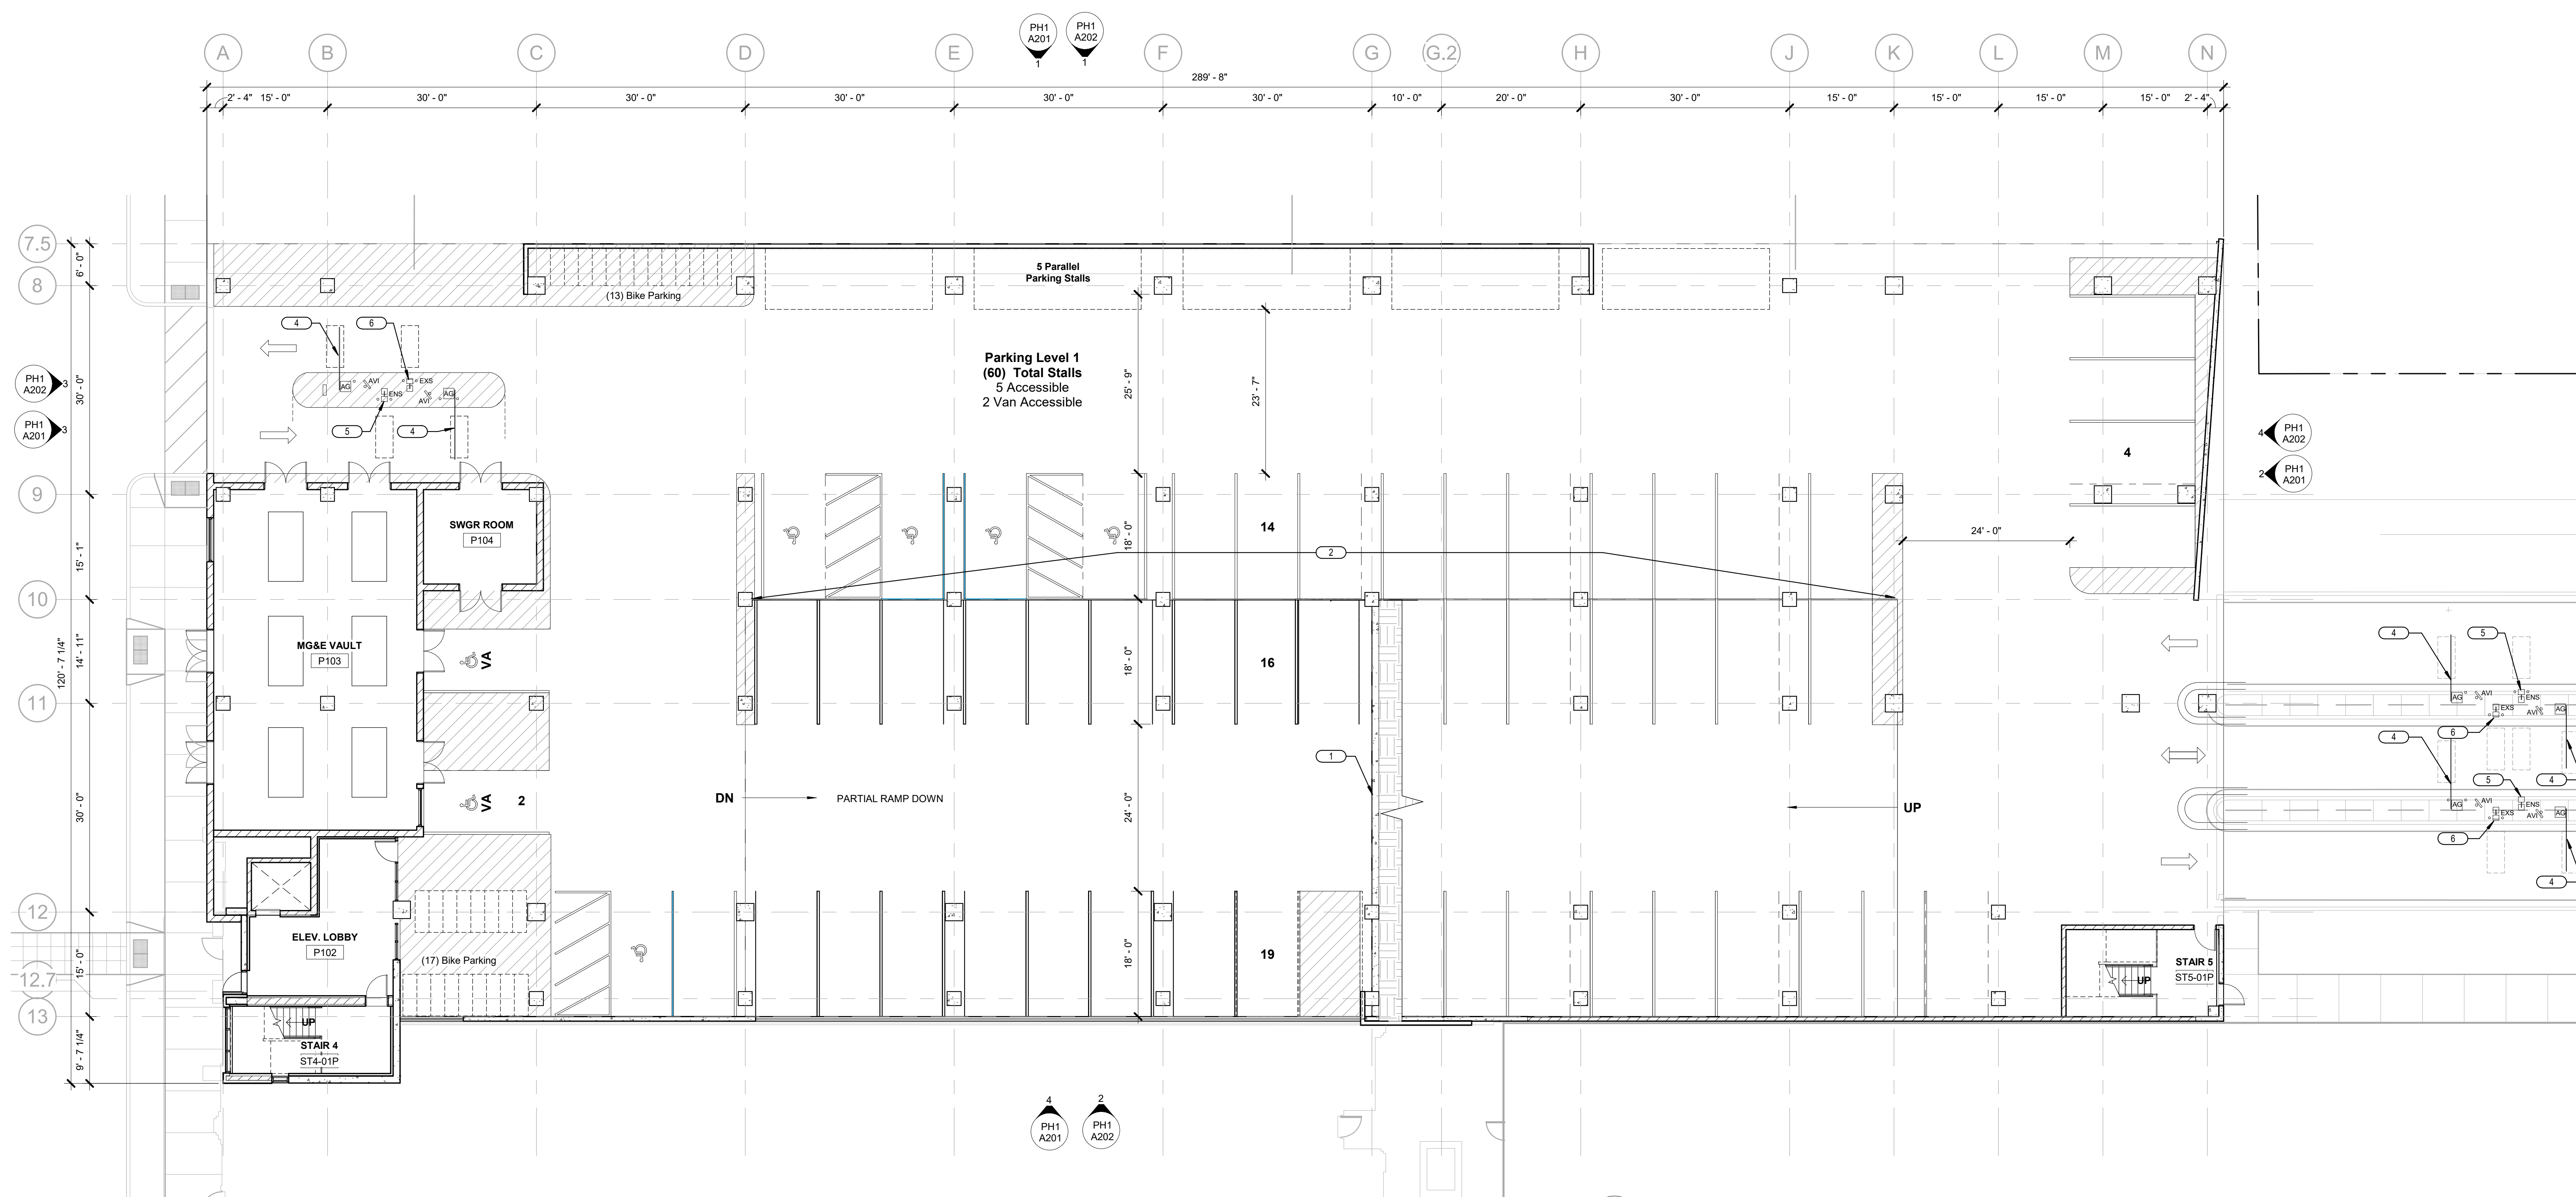 PH1
A201
1
PH1
A202
1
A
B
C
D
E
F
G
G.2
H
J
K
L
M
N
289' - 8"
2' - 4"
15' - 0"
30' - 0"
30' - 0"
30' - 0"
30' - 0"
30' - 0"
10' - 0"
20' - 0"
30' - 0"
15' - 0"
15' - 0"
15' - 0"
15' - 0"
2' - 4"
7.5
8
9
10
11
12
12.7
13
6' - 0"
30' - 0"
15' - 1"
14' - 11"
30' - 0"
15' - 0"
9' - 7 1/4"
120' - 7 1/4"
PH1
A202
3
PH1
A201
3
5 Parallel
Parking Stalls
(13) Bike Parking
4
6
AG
AVI
EXS
ENS
AVI
AG
5
4
Parking Level 1
(60) Total Stalls
5 Accessible
2 Van Accessible
25' - 9"
23' - 7"
4
PH1
A202
4
PH1
A201
2
SWGR ROOM
P104
14
18' - 0"
2
24' - 0"
MG&E VAULT
P103
VA
16
18' - 0"
1
VA
2
DN
PARTIAL RAMP DOWN
24' - 0"
UP
4
5
AG
AVI
ENS
EXS
AVI
AG
6
4
5
4
AG
AVI
ENS
EXS
AVI
AG
6
4
ELEV. LOBBY
P102
(17) Bike Parking
18' - 0"
19
STAIR 5
ST5-01P
UP
UP
STAIR 4
ST4-01P
4
PH1
A201
2
PH1
A202